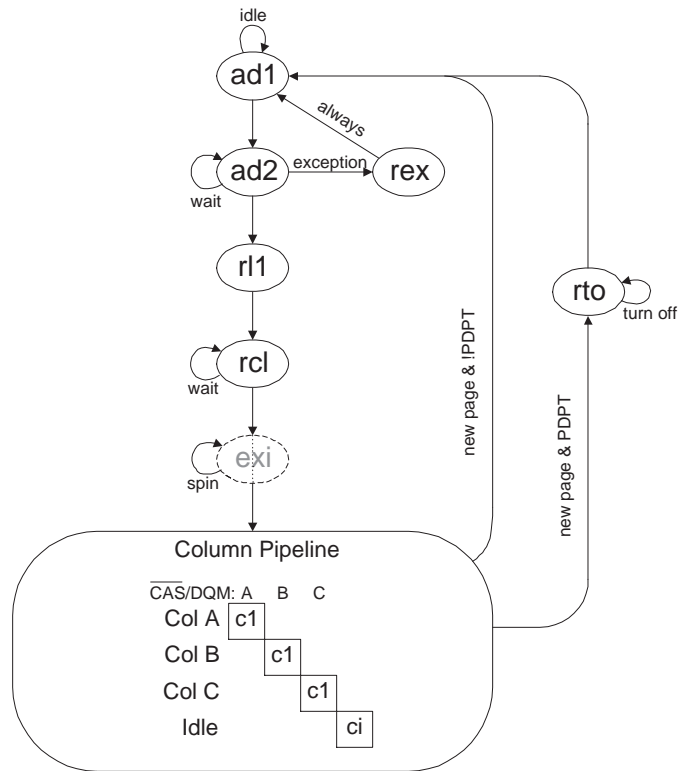 idle
ad1
always
ad2
exception
rex
wait
rl1
rto
turn off
rcl
wait
new page & !PDPT
new page & PDPT
exi
spin
Column Pipeline
CAS/DQM: A B C
Col A c1
Col B c1
Col C c1
Idle ci